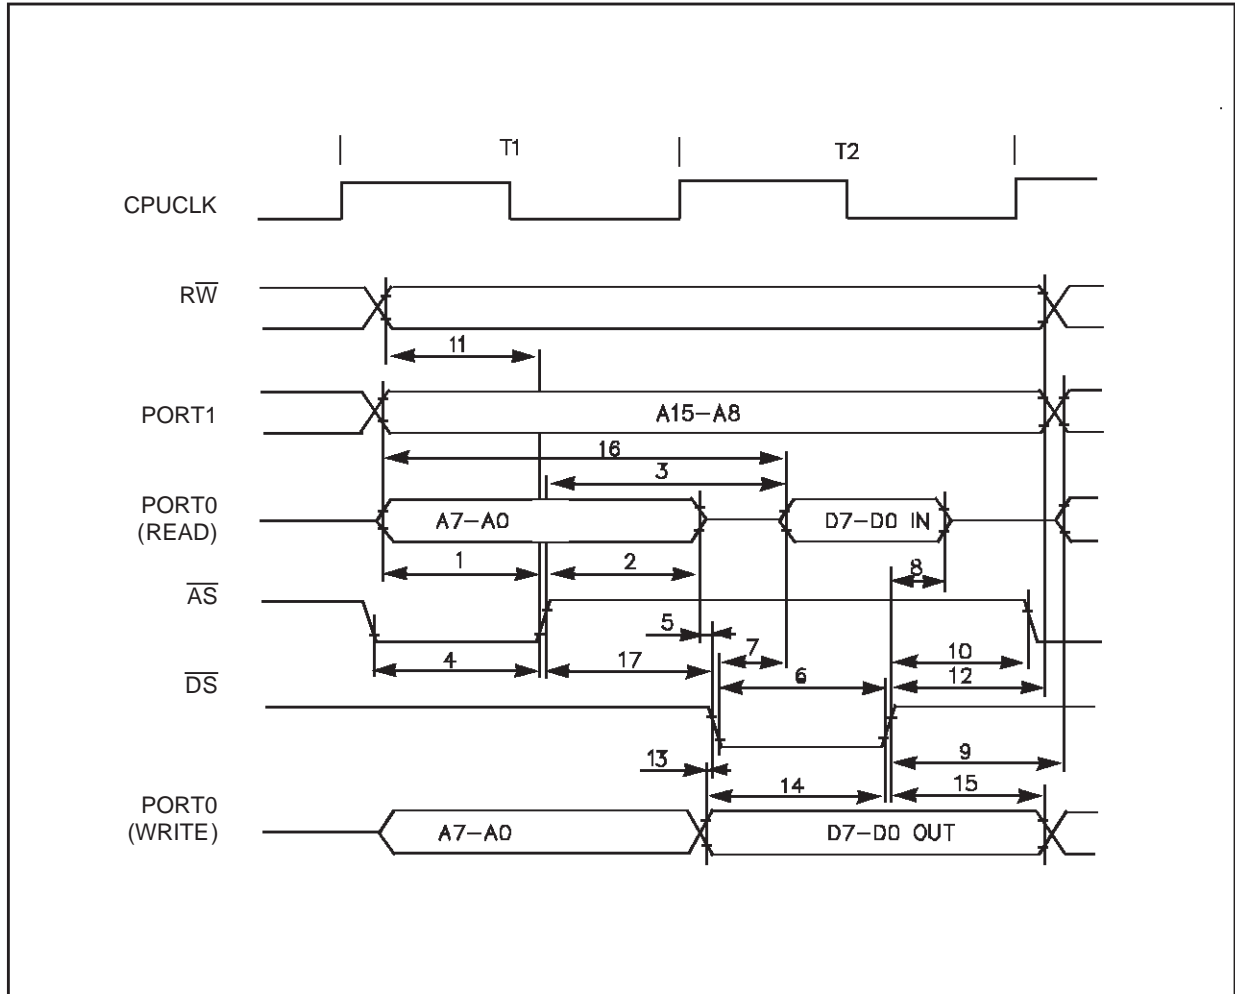 T1 T2
CPUCLK
RW̅
11
PORT1 A15-A8
16
3
PORT0
(READ) A7-A0 D7-D0 IN
1 2 8
A̅S̅
5 7 10
4 17 6 12
D̅S̅
13 9
14 15
PORT0
(WRITE) A7-A0 D7-D0 OUT